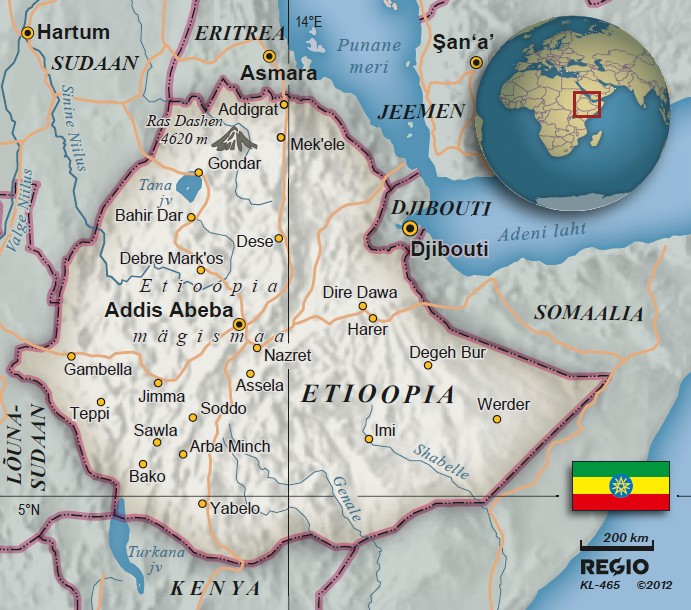 14°E
Hartum
ERITREA
Şan‘a’
Punane
meri
SUDAAN
Asmara
Addigrat
JEEMEN
Sinine Niilus
Ras Dashen
4620 m
Mek'ele
Gondar
Tana
jv
Valge Niilus
Bahir Dar
DJIBOUTI
Dese
Djibouti
Adeni laht
Debre Mark'os
Etioopia
Dire Dawa
Addis Abeba
SOMAALIA
Harer
mägismaa
Nazret
Degeh Bur
Gambella
Assela
Jimma
ETIOOPIA
Teppi
Soddo
Werder
LÕUNA-
SUDAAN
Sawla
Imi
Arba Minch
Shabelle
Bako
Genale
5°N
Yabelo
200 km
Turkana
jv
REGIO
KENYA
KL-465 ©2012